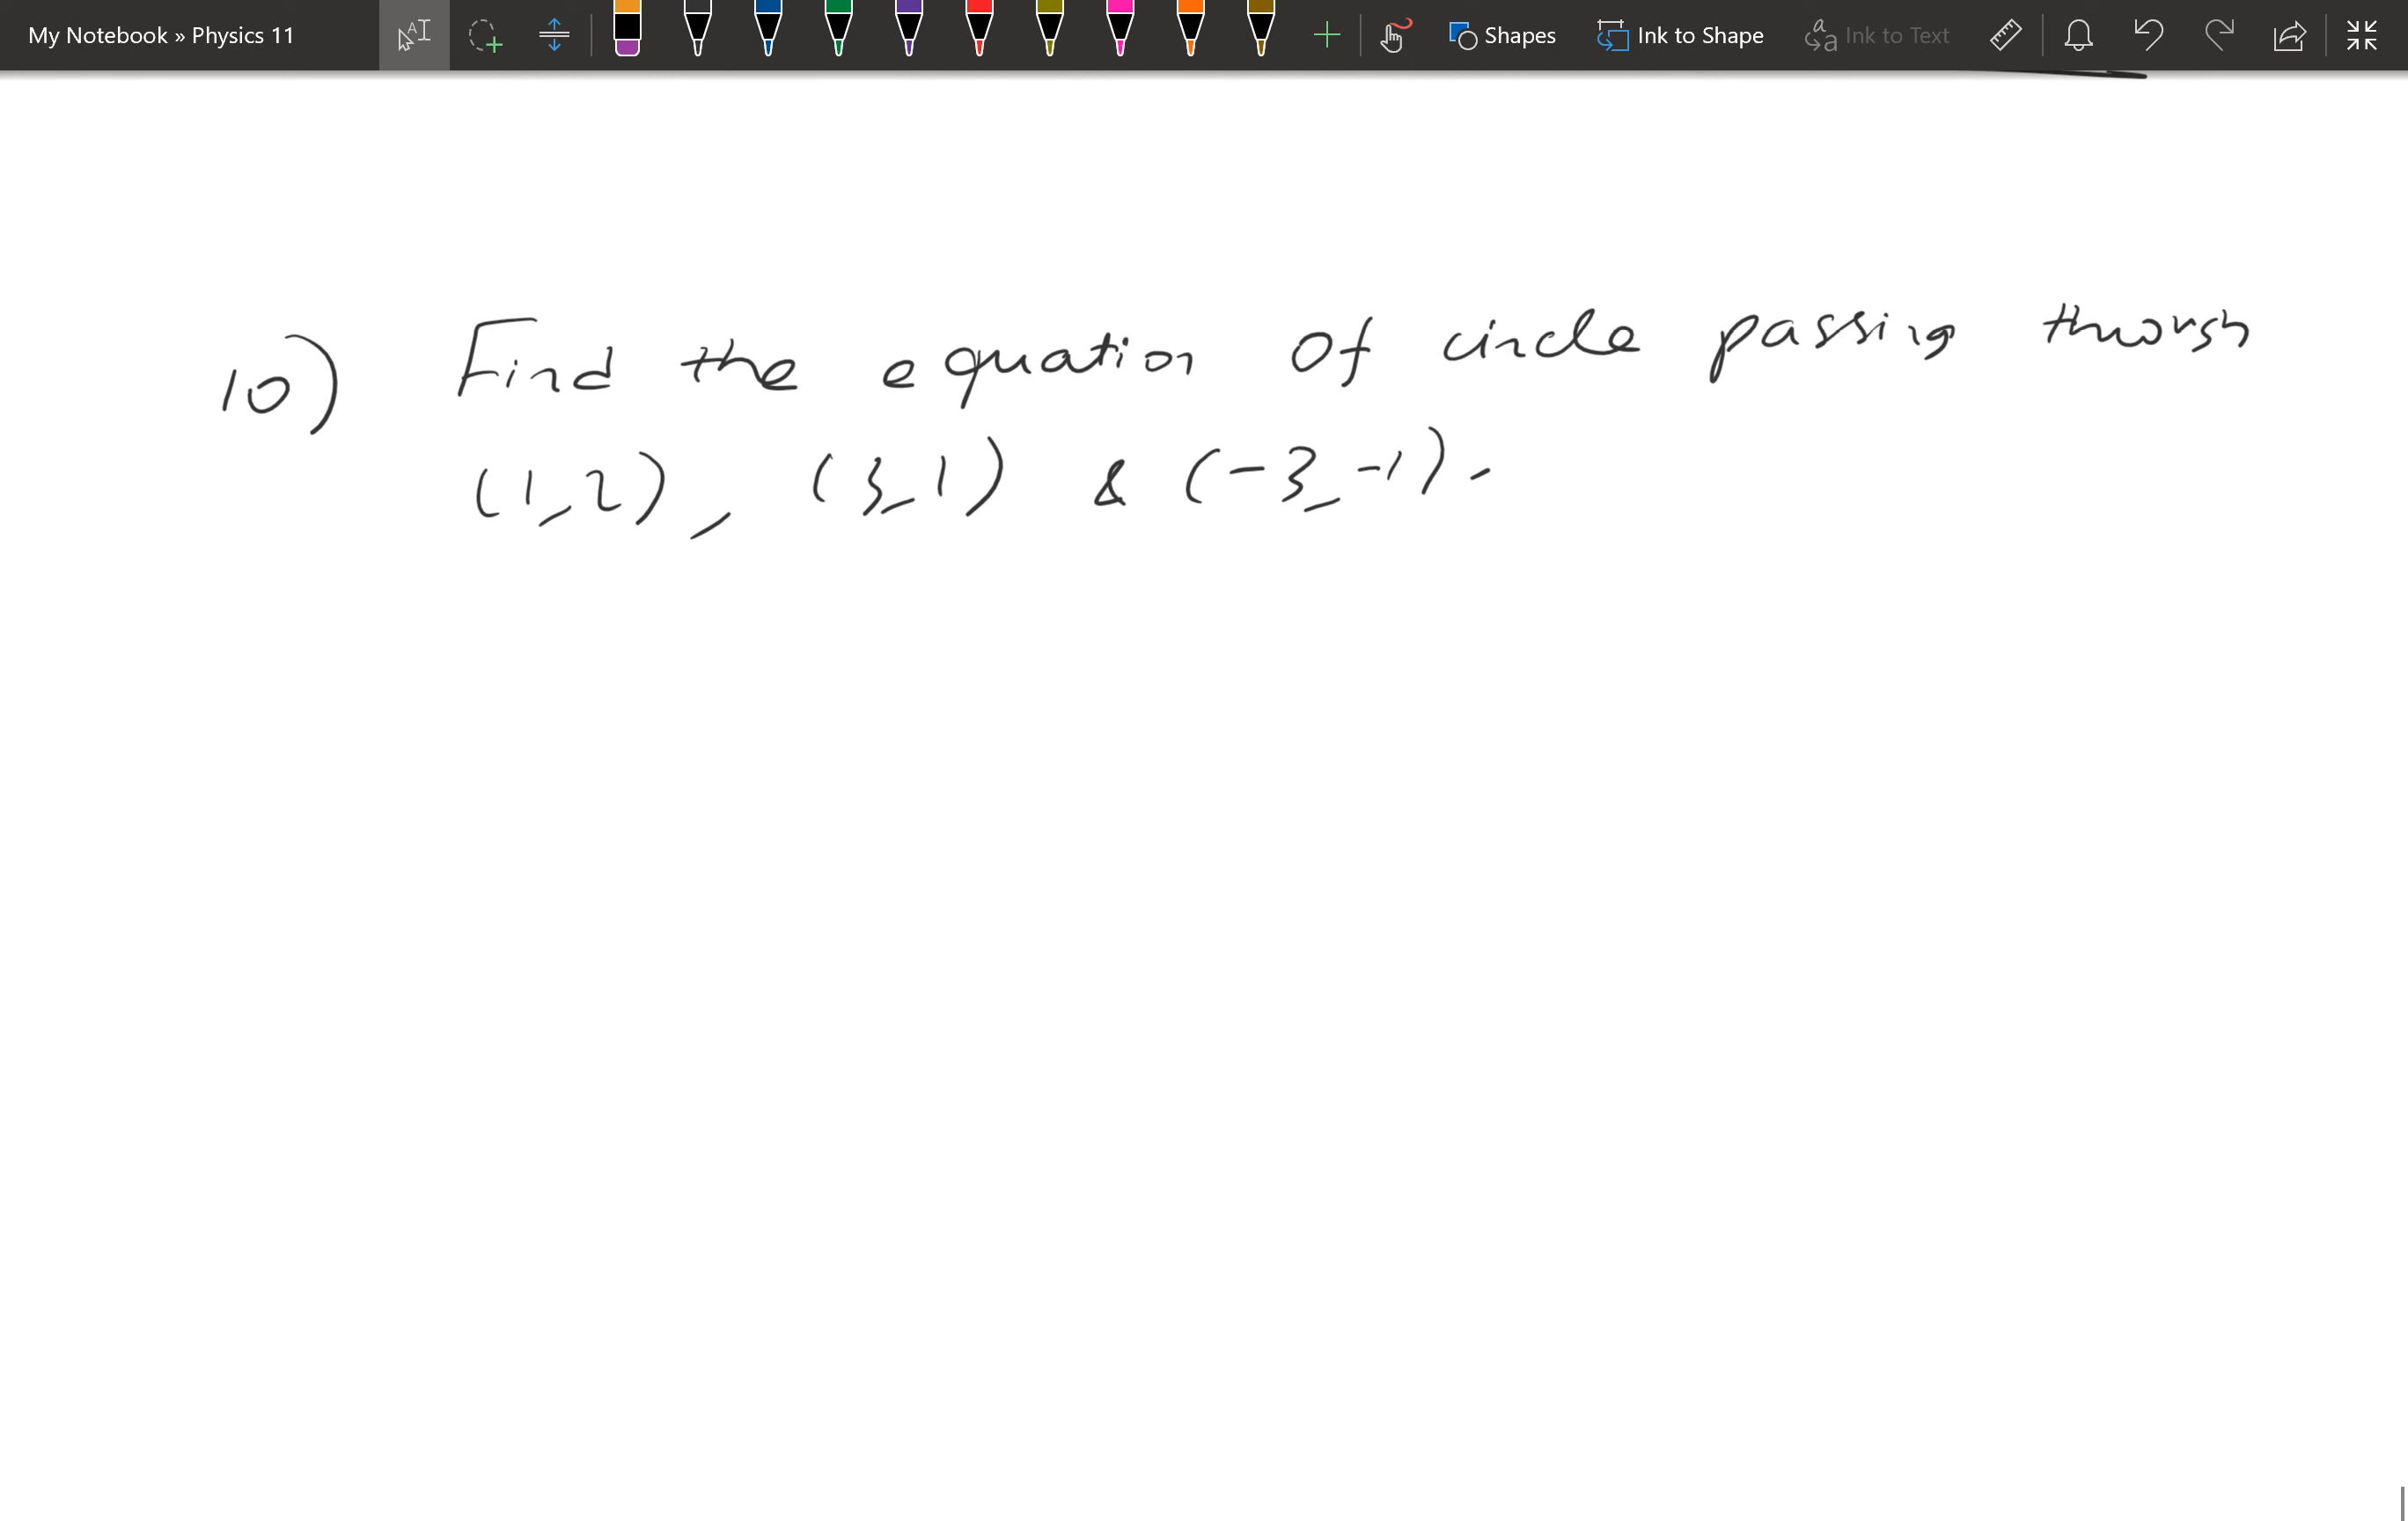 My Notebook » Physics 11 Shapes Ink to Shape Ink to Text
10) Find the equation of circle passing through
(1,2), (3,1) & (-3,-1).